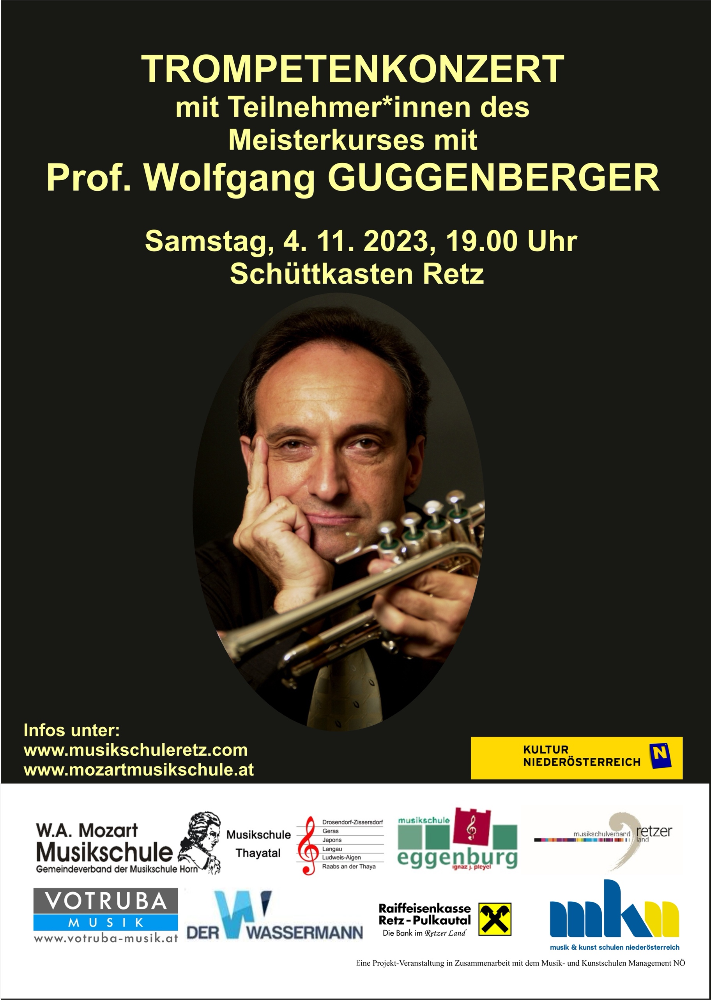 TROMPETENKONZERT
mit Teilnehmer*innen des
Meisterkurses mit
Prof. Wolfgang GUGGENBERGER
Samstag, 4. 11. 2023, 19.00 Uhr
Schüttkasten Retz
Infos unter:
www.musikschuleretz.com
www.mozartmusikschule.at
KULTUR
NIEDERÖSTERREICH
N
W.A. Mozart
Musikschule
Gemeindeverband der Musikschule Horn
Musikschule
Thayatal
Drosendorf-Zissersdorf
Geras
Japons
Langau
Ludweis-Aigen
Raabs an der Thaya
musikschule
eggenburg
ignaz j. pleyel
musikschulverband retzer
land
VOTRUBA
MUSIK
www.votruba-musik.at
W
DER WASSERMANN
Raiffeisenkasse
Retz-Pulkautal
Die Bank im Retzer Land
mkn
musik & kunst schulen niederösterreich
Eine Projekt-Veranstaltung in Zusammenarbeit mit dem Musik- und Kunstschulen Management NÖ